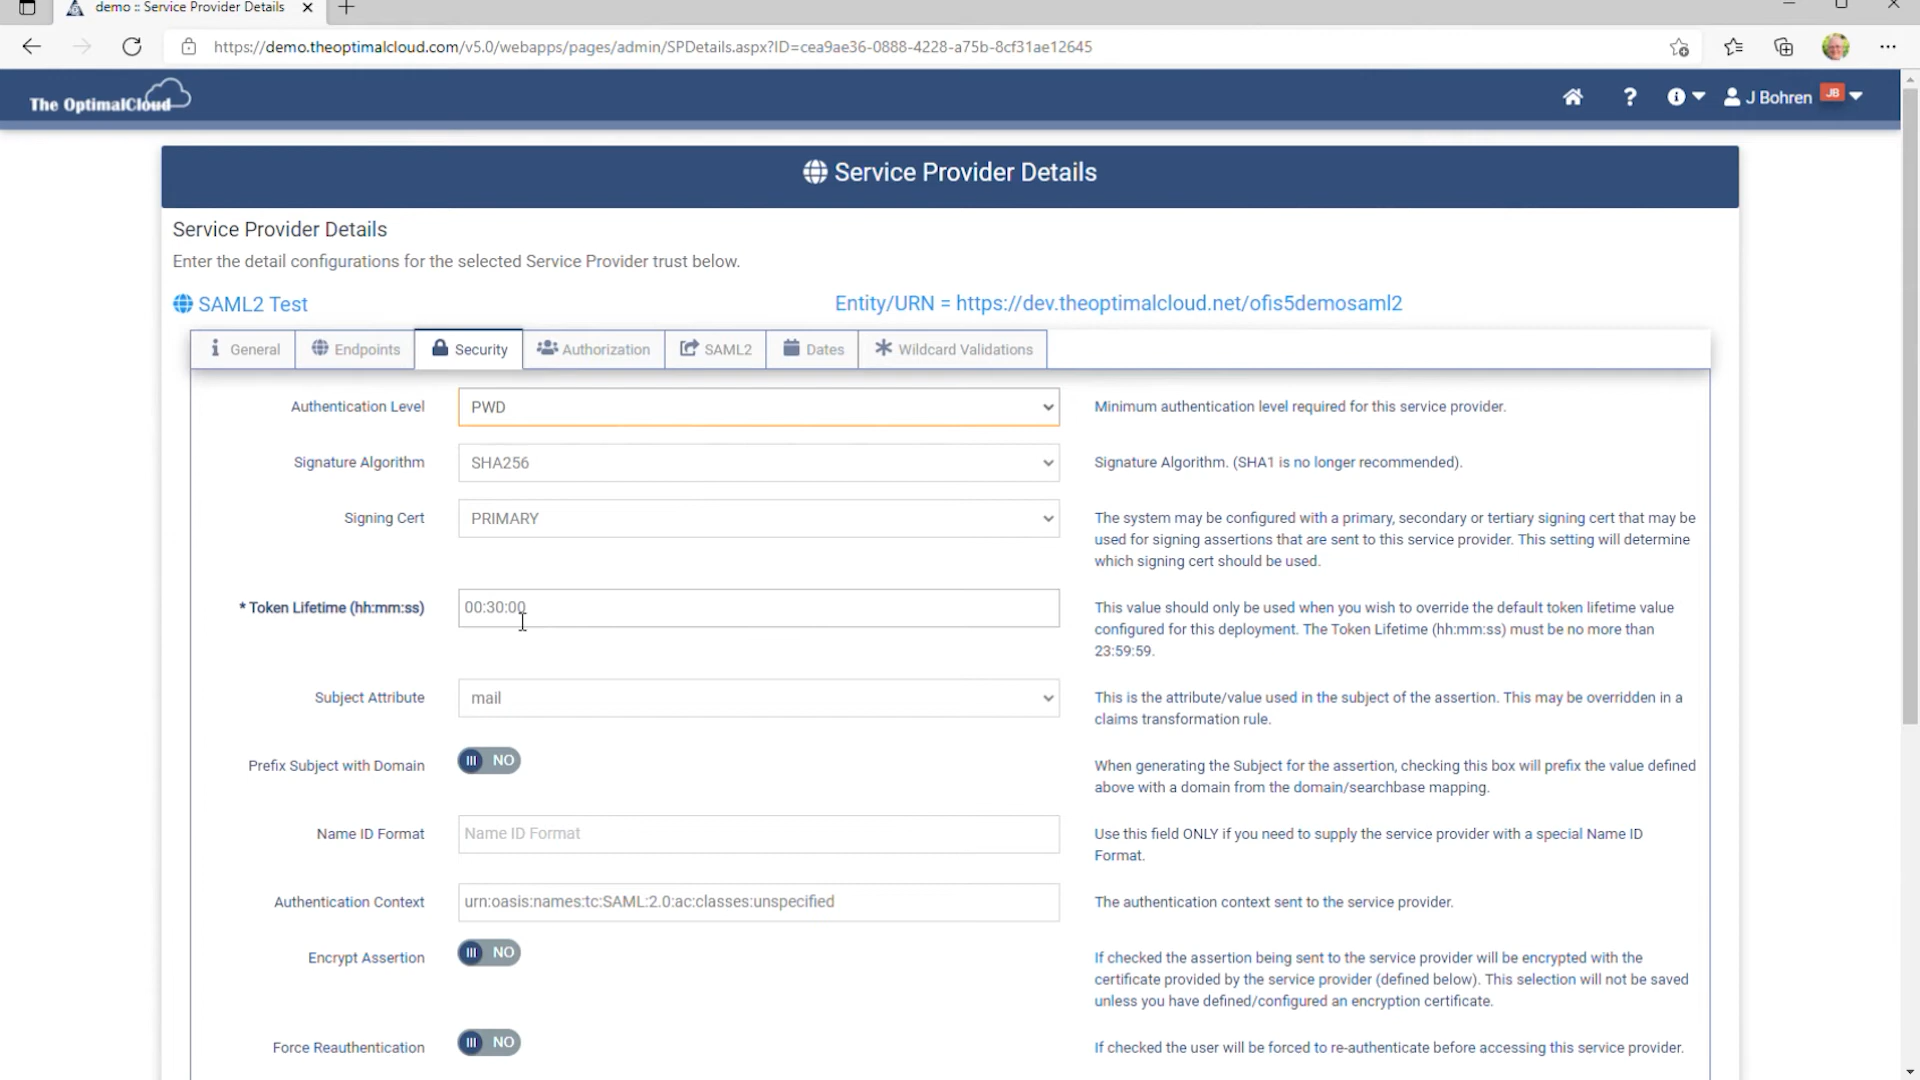 demo :: Service Provider Details
https://demo.theoptimalcloud.com/v5.0/webapps/pages/admin/SPDetails.aspx?ID=cea9ae36-0888-4228-a75b-8cf31ae12645
The OptimalCloud
J Bohren JB
Service Provider Details
Service Provider Details
Enter the detail configurations for the selected Service Provider trust below.
SAML2 Test
Entity/URN = https://dev.theoptimalcloud.net/ofis5demosaml2
General Endpoints Security Authorization SAML2 Dates Wildcard Validations
Authentication Level
PWD
Minimum authentication level required for this service provider.
Signature Algorithm
SHA256
Signature Algorithm. (SHA1 is no longer recommended).
Signing Cert
PRIMARY
The system may be configured with a primary, secondary or tertiary signing cert that may be
used for signing assertions that are sent to this service provider. This setting will determine
which signing cert should be used.
* Token Lifetime (hh:mm:ss)
00:30:00
This value should only be used when you wish to override the default token lifetime value
configured for this deployment. The Token Lifetime (hh:mm:ss) must be no more than
23:59:59.
Subject Attribute
mail
This is the attribute/value used in the subject of the assertion. This may be overridden in a
claims transformation rule.
Prefix Subject with Domain
NO
When generating the Subject for the assertion, checking this box will prefix the value defined
above with a domain from the domain/searchbase mapping.
Name ID Format
Name ID Format
Use this field ONLY if you need to supply the service provider with a special Name ID
Format.
Authentication Context
urn:oasis:names:tc:SAML:2.0:ac:classes:unspecified
The authentication context sent to the service provider.
Encrypt Assertion
NO
If checked the assertion being sent to the service provider will be encrypted with the
certificate provided by the service provider (defined below). This selection will not be saved
unless you have defined/configured an encryption certificate.
Force Reauthentication
NO
If checked the user will be forced to re-authenticate before accessing this service provider.